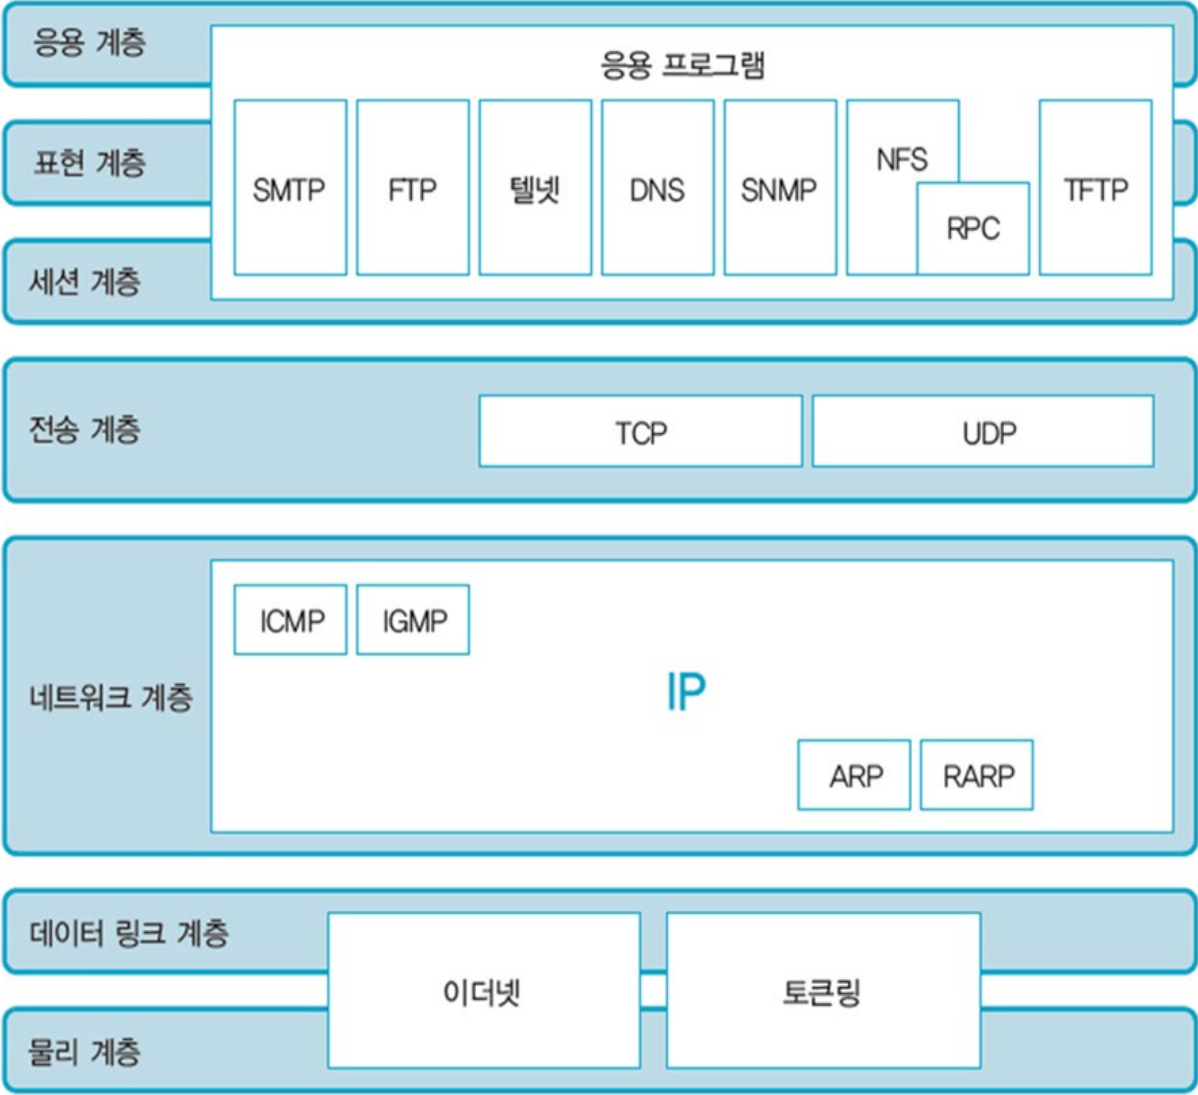 응용 계층
응용 프로그램
표현 계층
SMTP
FTP
텔넷
DNS
SNMP
NFS
RPC
TFTP
세션 계층
전송 계층
TCP
UDP
네트워크 계층
ICMP
IGMP
IP
ARP
RARP
데이터 링크 계층
이더넷
토큰링
물리 계층